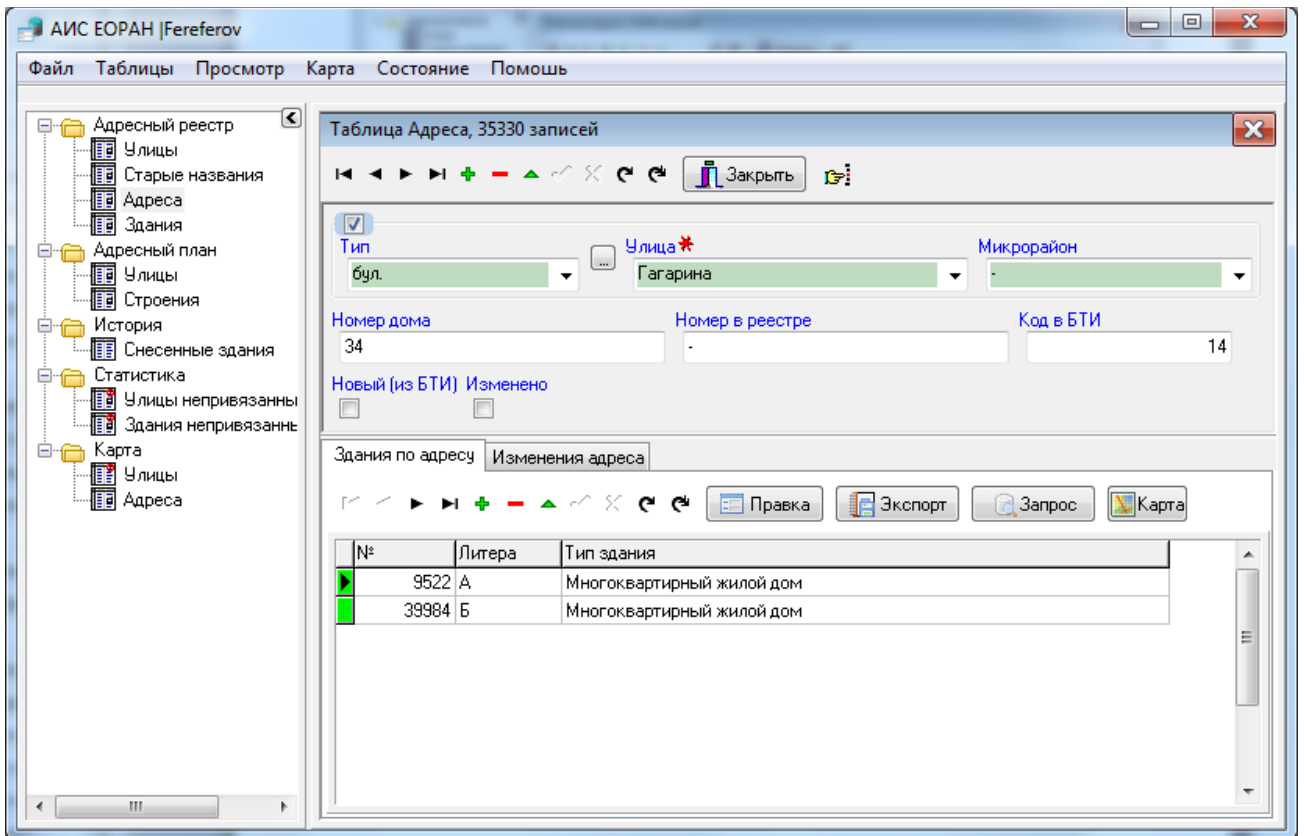 АИС ЕОРАН |Fereferov
Файл Таблицы Просмотр Карта Состояние Помошь
Адресный реестр
Улицы
Старые названия
Адреса
Здания
Адресный план
Улицы
Строения
История
Снесенные здания
Статистика
Улицы непривязанны
Здания непривязаннь
Карта
Улицы
Адреса
Таблица Адреса, 35330 записей
Закрыть
Тип ... Улица* Микрорайон
бул. Гагарина -
Номер дома Номер в реестре Код в БТИ
34 - 14
Новый (из БТИ) Изменено
Здания по адресу Изменения адреса
Правка Экспорт Запрос Карта
№ Литера Тип здания
9522 А Многоквартирный жилой дом
39984 Б Многоквартирный жилой дом